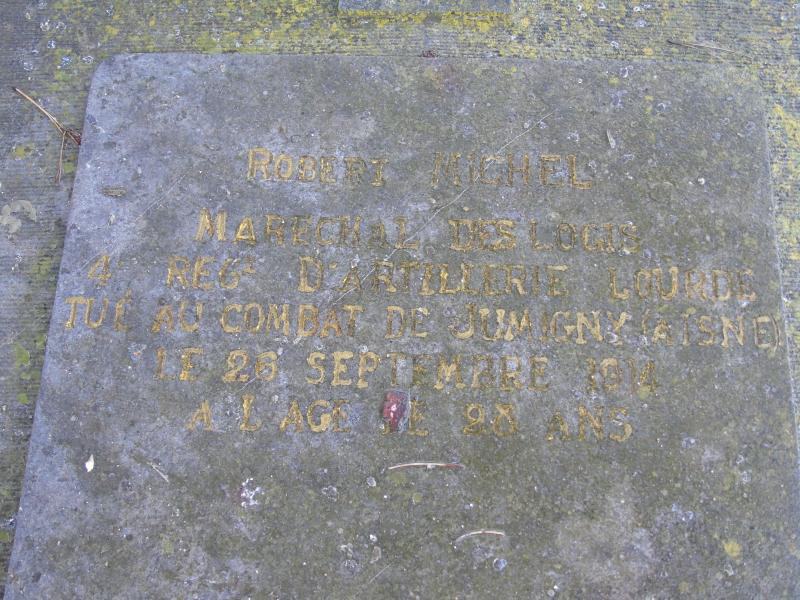 ROBERT MICHEL
MARECHAL DES LOGIS
4E REGT D'ARTILLERIE LOURDE
TUÉ AU COMBAT DE JUMIGNY (AISNE)
LE 26 SEPTEMBRE 1914
A L AGE DE 28 ANS